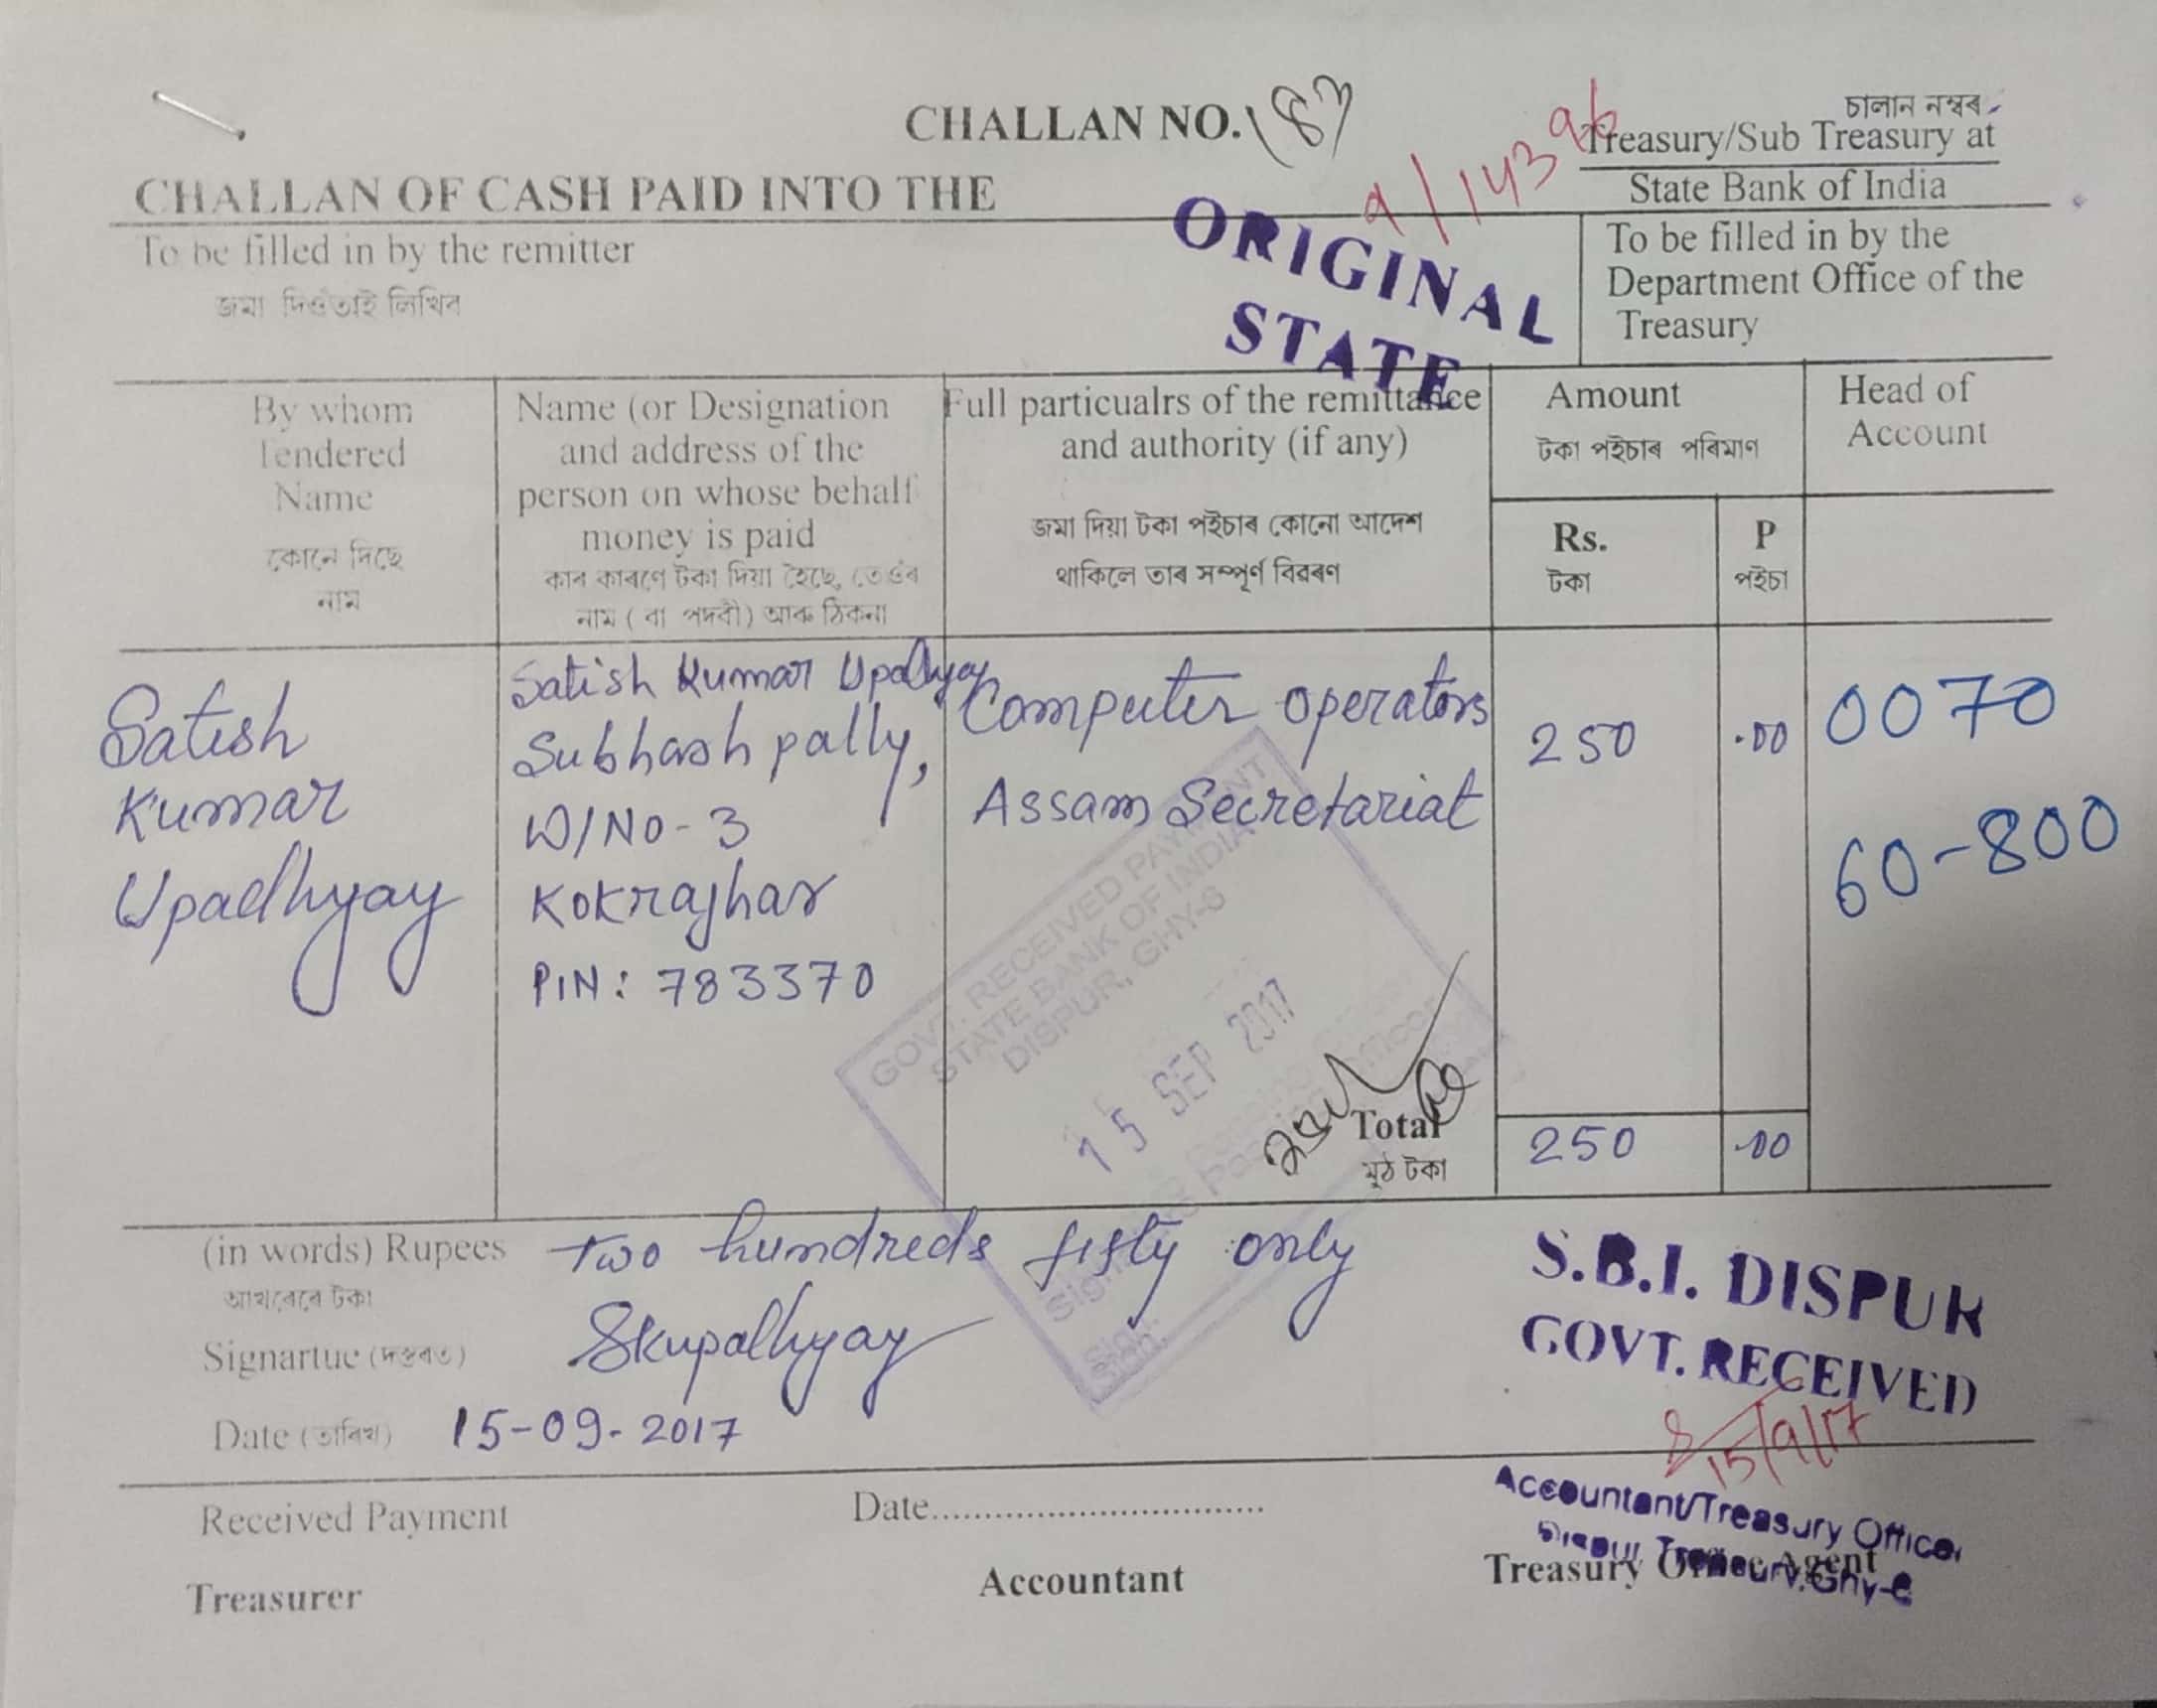 CHALLAN NO. 183
চালান নম্বৰ
Treasury/Sub Treasury at
State Bank of India
CHALLAN OF CASH PAID INTO THE
ORIGINAL
STATE
To be filled in by the remitter
জমা দিওঁতাই লিখিব
To be filled in by the
Department Office of the
Treasury
By whom
Tendered
Name
কোনে দিছে
নাম
Name (or Designation
and address of the
person on whose behalf
money is paid
কাৰ কাৰণে টকা দিয়া হৈছে, তেওঁৰ
নাম ( বা পদবী) আৰু ঠিকনা
Full particualrs of the remittance
and authority (if any)
জমা দিয়া টকা পইচাৰ কোনো আদেশ
থাকিলে তাৰ সম্পূৰ্ণ বিৱৰণ
Amount
টকা পইচাৰ পৰিমাণ
Rs.
টকা
P
পইচা
Head of
Account
Satish
Kumar
Upadhyay
Satish Kumar Upadhyay
Subhash pally,
W/No-3
Kokrajhar
PIN: 783370
Computer operators
Assam Secretariat
250 .00
0070
60-800
GOVT. RECEIVED PAYMENT
STATE BANK OF INDIA
DISPUR, GHY-6
15 SEP 2017
Total
মুঠ টকা
250 .00
(in words) Rupees two hundreds fifty only
আখৰেৰে টকা
Signartue (দস্তখত) Skupadhyay
Date (তাৰিখ) 15-09-2017
S.B.I. DISPUR
GOVT. RECEIVED
15/9/17
Received Payment
Date..............................
Accountant/Treasury Officer
Dispur Treasury, Ghy-6
Treasurer
Accountant
Treasury Office Agent